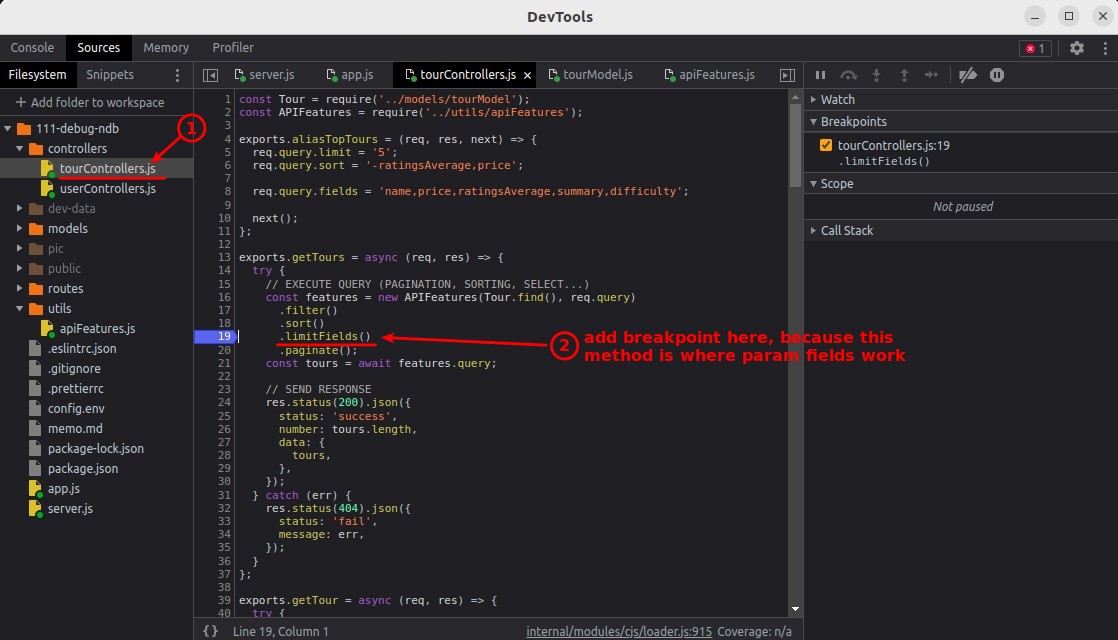 DevTools
Console Sources Memory Profiler 1
Filesystem Snippets
server.js app.js tourControllers.js × tourModel.js apiFeatures.js
+ Add folder to workspace
111-debug-ndb
controllers
tourControllers.js
userControllers.js
dev-data
models
pic
public
routes
utils
apiFeatures.js
.eslintrc.json
.gitignore
.prettierrc
config.env
memo.md
package-lock.json
package.json
app.js
server.js
1
1 const Tour = require('../models/tourModel');
2 const APIFeatures = require('../utils/apiFeatures');
3
4 exports.aliasTopTours = (req, res, next) => {
5 req.query.limit = '5';
6 req.query.sort = '-ratingsAverage,price';
7
8 req.query.fields = 'name,price,ratingsAverage,summary,difficulty';
9
10 next();
11 };
12
13 exports.getTours = async (req, res) => {
14 try {
15 // EXECUTE QUERY (PAGINATION, SORTING, SELECT...)
16 const features = new APIFeatures(Tour.find(), req.query)
17 .filter()
18 .sort()
19 .limitFields()
20 .paginate();
21 const tours = await features.query;
22
23 // SEND RESPONSE
24 res.status(200).json({
25 status: 'success',
26 number: tours.length,
27 data: {
28 tours,
29 },
30 });
31 } catch (err) {
32 res.status(404).json({
33 status: 'fail',
34 message: err,
35 });
36 }
37 };
38
39 exports.getTour = async (req, res) => {
40 try {
2 add breakpoint here, because this
method is where param fields work
{} Line 19, Column 1 internal/modules/cjs/loader.js:915 Coverage: n/a
Watch
Breakpoints
tourControllers.js:19
.limitFields()
Scope
Not paused
Call Stack